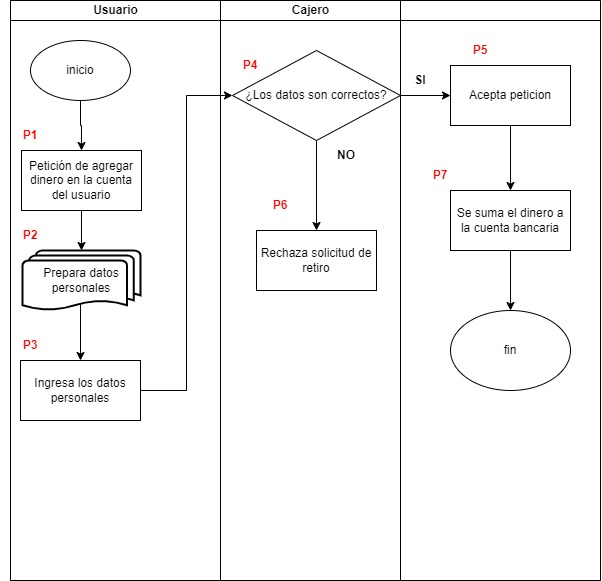 Usuario
Cajero
inicio
P1
Petición de agregar
dinero en la cuenta
del usuario
P2
Prepara datos
personales
P3
Ingresa los datos
personales
P4
¿Los datos son correctos?
SI
NO
P6
Rechaza solicitud de
retiro
P5
Acepta peticion
P7
Se suma el dinero a
la cuenta bancaria
fin